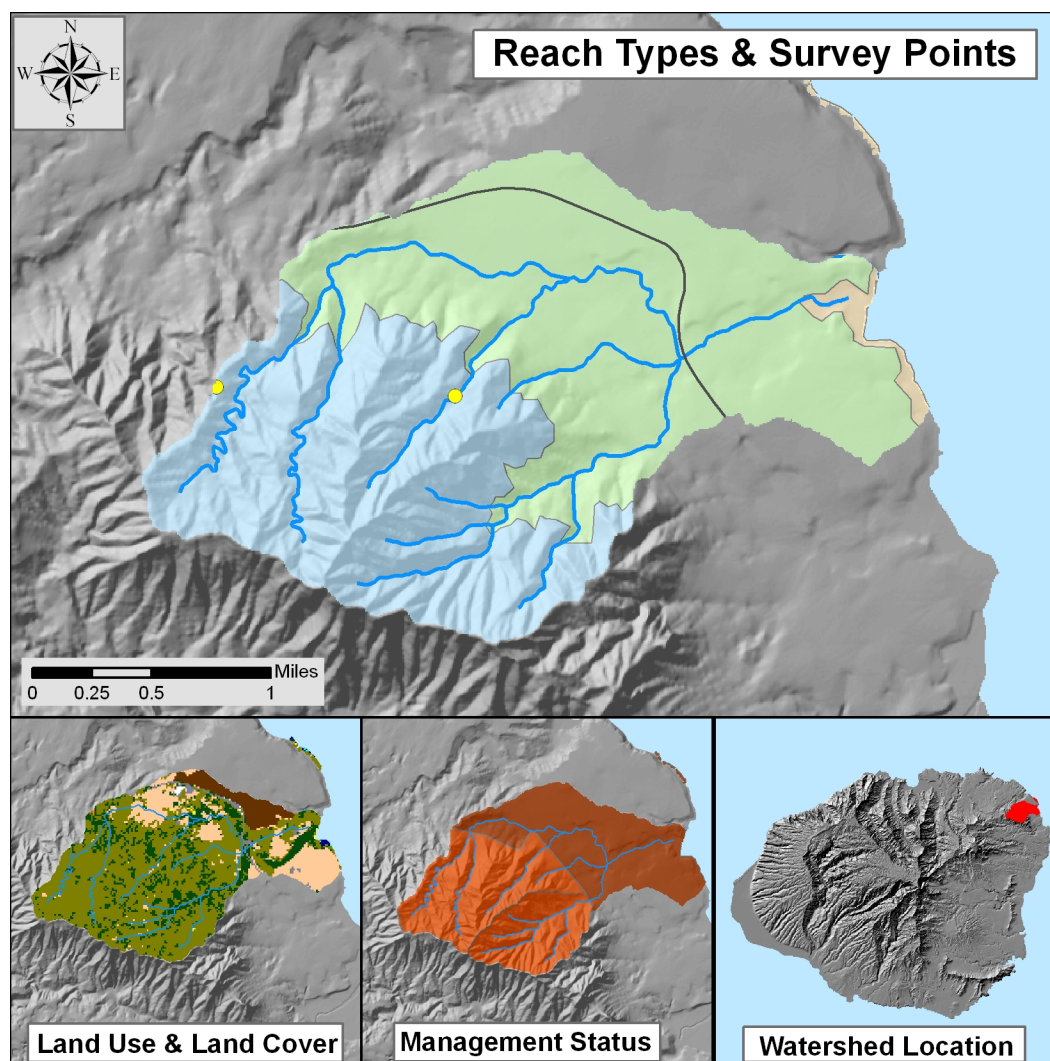 N
W E
S
Reach Types & Survey Points
Miles
0 0.25 0.5 1
Land Use & Land Cover
Management Status
Watershed Location